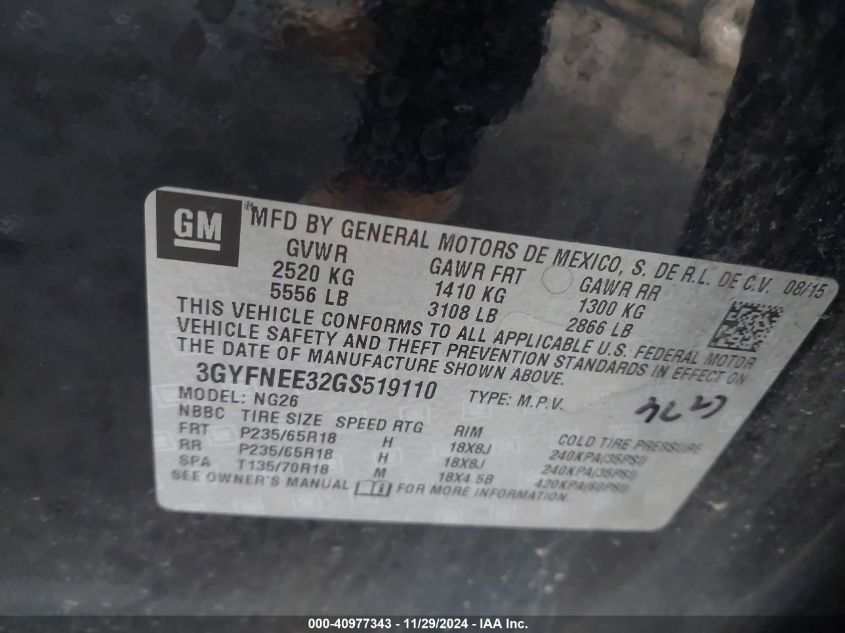 GM
® MFD BY GENERAL MOTORS DE MEXICO, S. DE R.L. DE C.V. 08/15
GVWR GAWR FRT GAWR RR
2520 KG 1410 KG 1300 KG
5556 LB 3108 LB 2866 LB
THIS VEHICLE CONFORMS TO ALL APPLICABLE U.S. FEDERAL MOTOR
VEHICLE SAFETY AND THEFT PREVENTION STANDARDS IN EFFECT ON
THE DATE OF MANUFACTURE SHOWN ABOVE.
3GYFNEE32GS519110 TYPE: M.P.V.
MODEL: NG26
NBBC TIRE SIZE SPEED RTG RIM COLD TIRE PRESSURE
FRT P235/65R18 H 18X8J 240KPA(35PSI)
RR P235/65R18 H 18X8J 240KPA(35PSI)
SPA T135/70R18 M 18X4.5B 420KPA(60PSI)
SEE OWNER'S MANUAL FOR MORE INFORMATION.
000-40977343 - 11/29/2024 - IAA Inc.